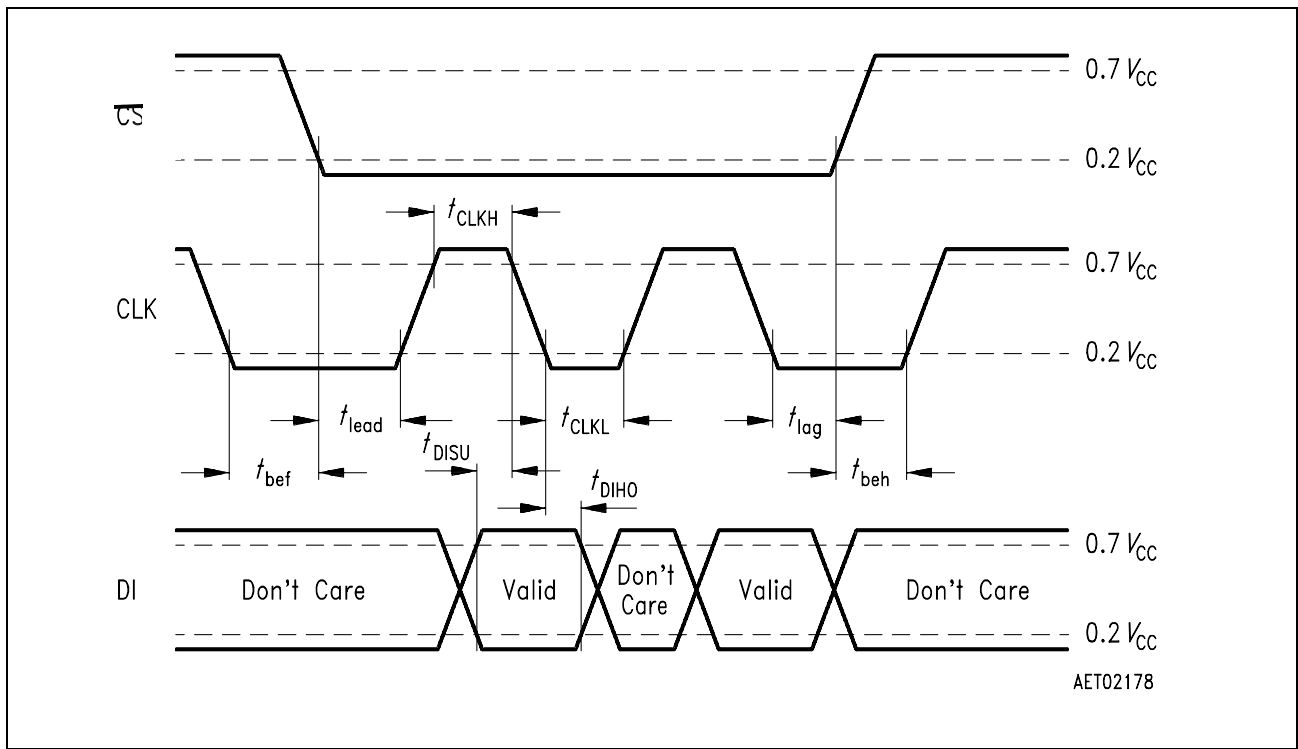 0.7 VCC
CS
0.2 VCC
tCLKH
0.7 VCC
CLK
0.2 VCC
tlead
tCLKL
tlag
tDISU
tbef
tbeh
tDIHO
0.7 VCC
DI
Don't Care
Valid
Don't
Care
Valid
Don't Care
0.2 VCC
AET02178